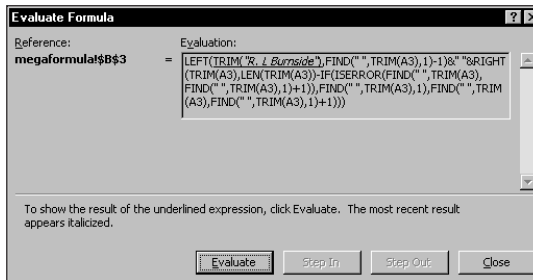 Evaluate Formula
Reference:
Evaluation:
megaformula!$B$3
=
LEFT(TRIM("R. L Burnside"),FIND(" ",TRIM(A3),1)-1)&" "&RIGHT
(TRIM(A3),LEN(TRIM(A3))-IF(ISERROR(FIND(" ",TRIM(A3),
FIND(" ",TRIM(A3),1)+1)),FIND(" ",TRIM(A3),1),FIND(" ",TRIM
(A3),FIND(" ",TRIM(A3),1)+1)))
To show the result of the underlined expression, click Evaluate.  The most recent result
appears italicized.
Evaluate
Step In
Step Out
Close